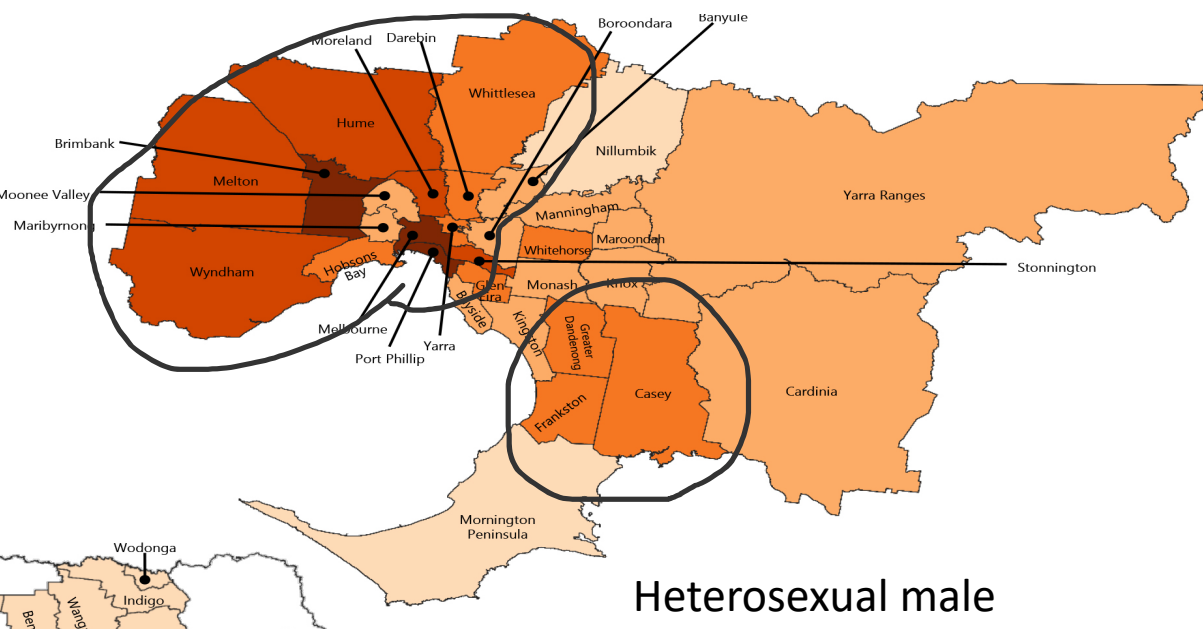 Banyule
Boroondara
Moreland
Darebin
Whittlesea
Hume
Brimbank
Nillumbik
Melton
Moonee Valley
Yarra Ranges
Manningham
Maribyrnong
Maroondah
Whitehorse
Hobsons
Bay
Wyndham
Stonnington
Glen
Eira
Monash
Knox
Bayside
Kingston
Melbourne
Yarra
Port Phillip
Greater
Dandenong
Casey
Cardinia
Frankston
Mornington
Peninsula
Wodonga
Indigo
Heterosexual male